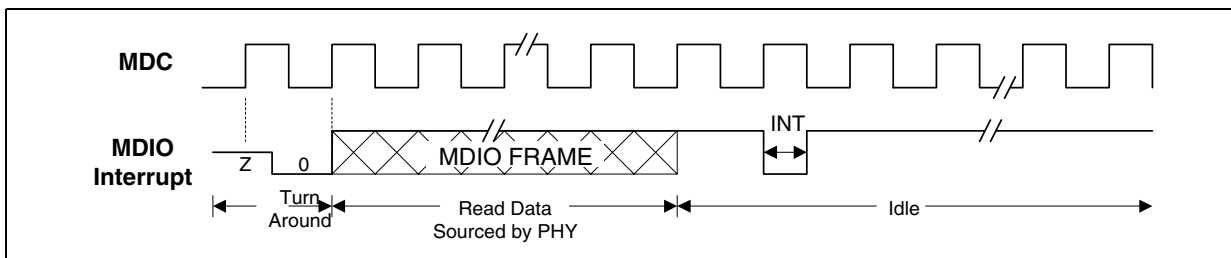 MDC
INT
MDIO
Interrupt
Z
0
MDIO FRAME
Turn
Around
Read Data
Sourced by PHY
Idle